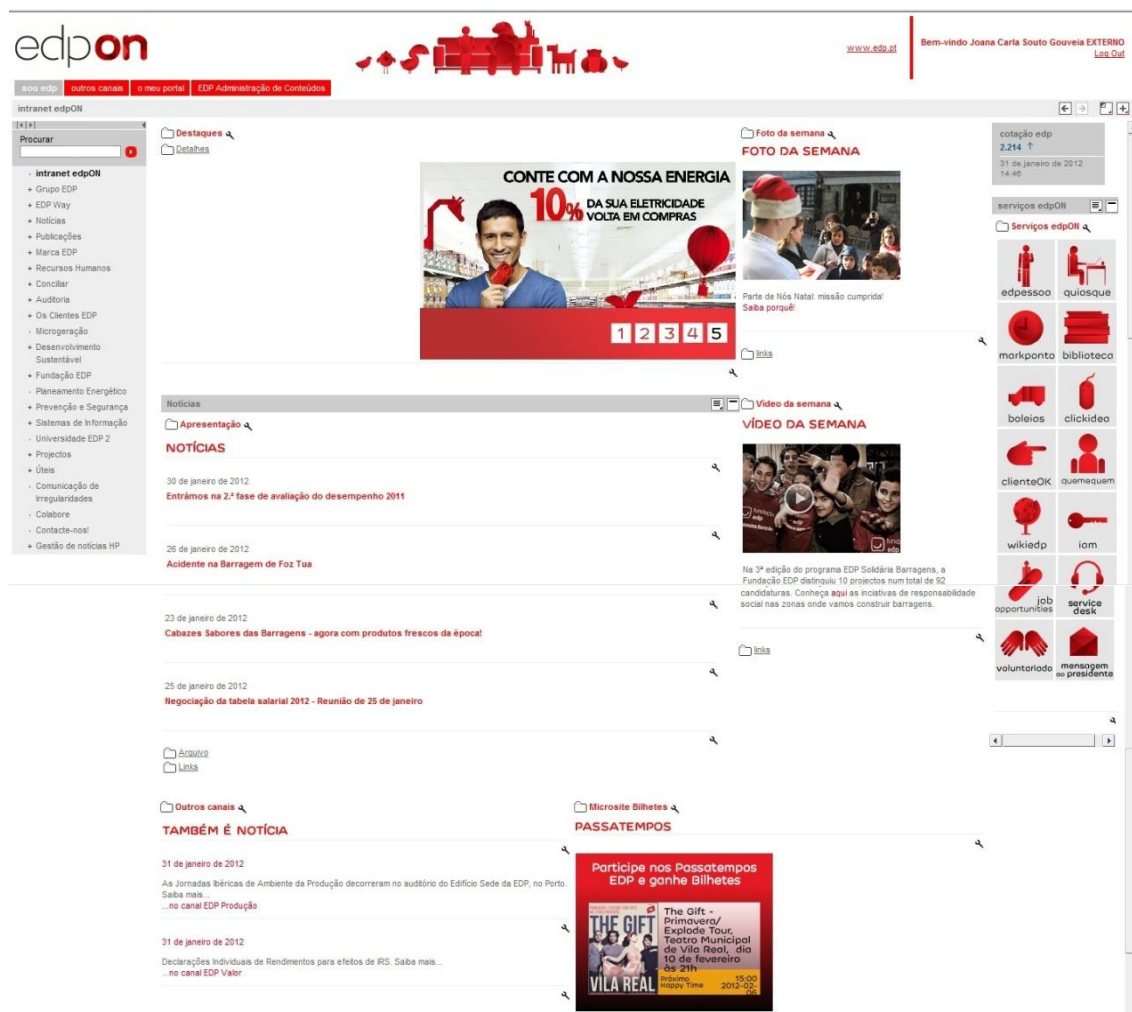 edpon
www.edp.pt
Bem-vindo Joana Carla Souto Gouveia EXTERNO
Log Out
sou edp
outros canais
o meu portal
EDP Administração de Conteúdos
intranet edpON
Procurar
intranet edpON
Grupo EDP
EDP Way
Notícias
Publicações
Marca EDP
Recursos Humanos
Conciliar
Auditoria
Os Clientes EDP
Microgeração
Desenvolvimento
Sustentável
Fundação EDP
Planeamento Energético
Prevenção e Segurança
Sistemas de Informação
Universidade EDP 2
Projectos
Úteis
Comunicação de
Irregularidades
Colabore
Contacte-nos!
Gestão de notícias HP
Destaques
Detalhes
CONTE COM A NOSSA ENERGIA
10% DA SUA ELETRICIDADE
VOLTA EM COMPRAS
1 2 3 4 5
Notícias
Apresentação
NOTÍCIAS
30 de janeiro de 2012
Entrámos na 2.ª fase de avaliação do desempenho 2011
26 de janeiro de 2012
Acidente na Barragem de Foz Tua
23 de janeiro de 2012
Cabazes Sabores das Barragens - agora com produtos frescos da época!
25 de janeiro de 2012
Negociação da tabela salarial 2012 - Reunião de 25 de janeiro
Arquivo
Links
Foto da semana
FOTO DA SEMANA
Parte de Nós Natal: missão cumprida!
Saiba porquê!
links
Video da semana
VÍDEO DA SEMANA
fundação
edp
Na 3ª edição do programa EDP Solidária Barragens, a
Fundação EDP distinguiu 10 projectos num total de 92
candidaturas. Conheça aqui as inciativas de responsabilidade
social nas zonas onde vamos construir barragens.
links
cotação edp
2.214 ↑
31 de janeiro de 2012
14:46
serviços edpON
Serviços edpON
edpessoa
quiosque
markponto
biblioteca
boleias
clickidea
clienteOK
quemequem
wikiedp
iam
job
opportunities
service
desk
voluntariado
mensagem
do presidente
Outros canais
TAMBÉM É NOTÍCIA
31 de janeiro de 2012
As Jornadas Ibéricas de Ambiente da Produção decorreram no auditório do Edifício Sede da EDP, no Porto.
Saiba mais...
...no canal EDP Produção
31 de janeiro de 2012
Declarações Individuais de Rendimentos para efeitos de IRS. Saiba mais...
...no canal EDP Valor
Microsite Bilhetes
PASSATEMPOS
Participe nos Passatempos
EDP e ganhe Bilhetes
THE GIFT
VILA REAL
The Gift -
Primavera/
Explode Tour,
Teatro Municipal
de Vila Real, dia
10 de fevereiro
às 21h
Próximo
Happy Time
15:00
2012-02-
06